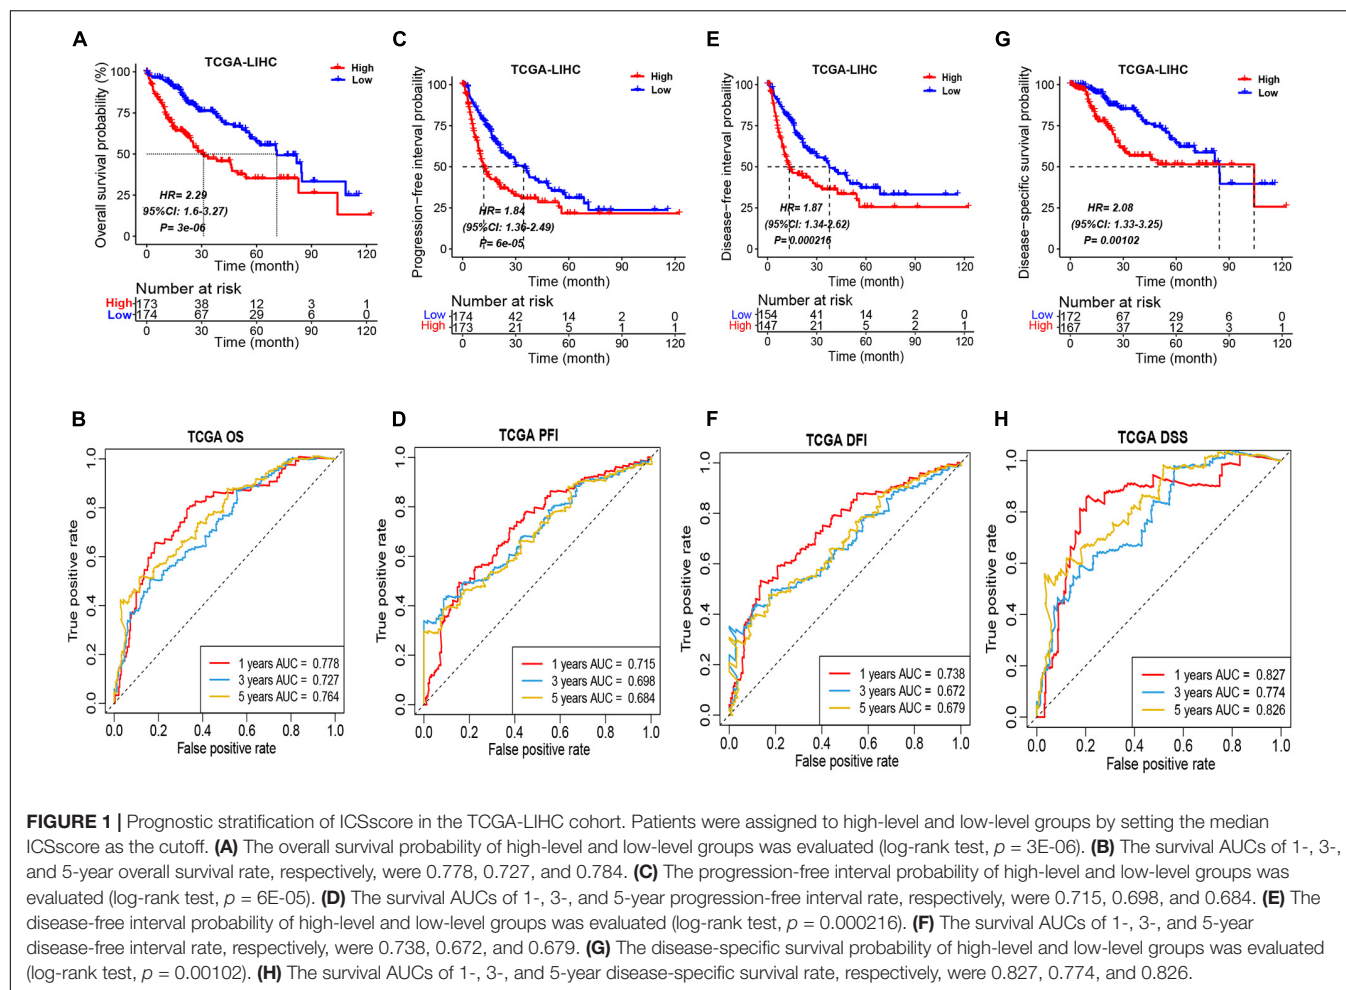 A
TCGA-LIHC
High
Low
Overall survival probability (%)
100
75
50
25
0
HR= 2.29
95%CI: 1.6-3.27)
P= 3e-06
0 30 60 90 120
Time (month)
Number at risk
High 173 38 12 3 1
Low 174 67 29 6 0
0 30 60 90 120
Time (month)
C
TCGA-LIHC
High
Low
Progression-free interval probability
100
75
50
25
0
HR= 1.84
(95%CI: 1.36-2.49)
P= 6e-05
0 30 60 90 120
Time (month)
Number at risk
Low 174 42 14 2 0
High 173 21 5 1 1
0 30 60 90 120
Time (month)
E
TCGA-LIHC
High
Low
Disease-free interval probability
100
75
50
25
0
HR= 1.87
(95%CI: 1.34-2.62)
P= 0.000216
0 30 60 90 120
Time (month)
Number at risk
Low 154 41 14 2 0
High 147 21 5 2 1
0 30 60 90 120
Time (month)
G
TCGA-LIHC
High
Low
Disease-specific survival probability
100
75
50
25
0
HR= 2.08
(95%CI: 1.33-3.25)
P= 0.00102
0 30 60 90 120
Time (month)
Number at risk
Low 172 67 29 6 0
High 167 37 12 3 1
0 30 60 90 120
Time (month)
B
TCGA OS
True positive rate
1.0
0.8
0.6
0.4
0.2
0.0
1 years AUC = 0.778
3 years AUC = 0.727
5 years AUC = 0.764
0.0 0.2 0.4 0.6 0.8 1.0
False positive rate
D
TCGA PFI
True positive rate
1.0
0.8
0.6
0.4
0.2
0.0
1 years AUC = 0.715
3 years AUC = 0.698
5 years AUC = 0.684
0.0 0.2 0.4 0.6 0.8 1.0
False positive rate
F
TCGA DFI
True positive rate
1.0
0.8
0.6
0.4
0.2
0.0
1 years AUC = 0.738
3 years AUC = 0.672
5 years AUC = 0.679
0.0 0.2 0.4 0.6 0.8 1.0
False positive rate
H
TCGA DSS
True positive rate
1.0
0.8
0.6
0.4
0.2
0.0
1 years AUC = 0.827
3 years AUC = 0.774
5 years AUC = 0.826
0.0 0.2 0.4 0.6 0.8 1.0
False positive rate
FIGURE 1 | Prognostic stratification of ICSscore in the TCGA-LIHC cohort. Patients were assigned to high-level and low-level groups by setting the median
ICSscore as the cutoff. (A) The overall survival probability of high-level and low-level groups was evaluated (log-rank test, p = 3E-06). (B) The survival AUCs of 1-, 3-,
and 5-year overall survival rate, respectively, were 0.778, 0.727, and 0.784. (C) The progression-free interval probability of high-level and low-level groups was
evaluated (log-rank test, p = 6E-05). (D) The survival AUCs of 1-, 3-, and 5-year progression-free interval rate, respectively, were 0.715, 0.698, and 0.684. (E) The
disease-free interval probability of high-level and low-level groups was evaluated (log-rank test, p = 0.000216). (F) The survival AUCs of 1-, 3-, and 5-year
disease-free interval rate, respectively, were 0.738, 0.672, and 0.679. (G) The disease-specific survival probability of high-level and low-level groups was evaluated
(log-rank test, p = 0.00102). (H) The survival AUCs of 1-, 3-, and 5-year disease-specific survival rate, respectively, were 0.827, 0.774, and 0.826.